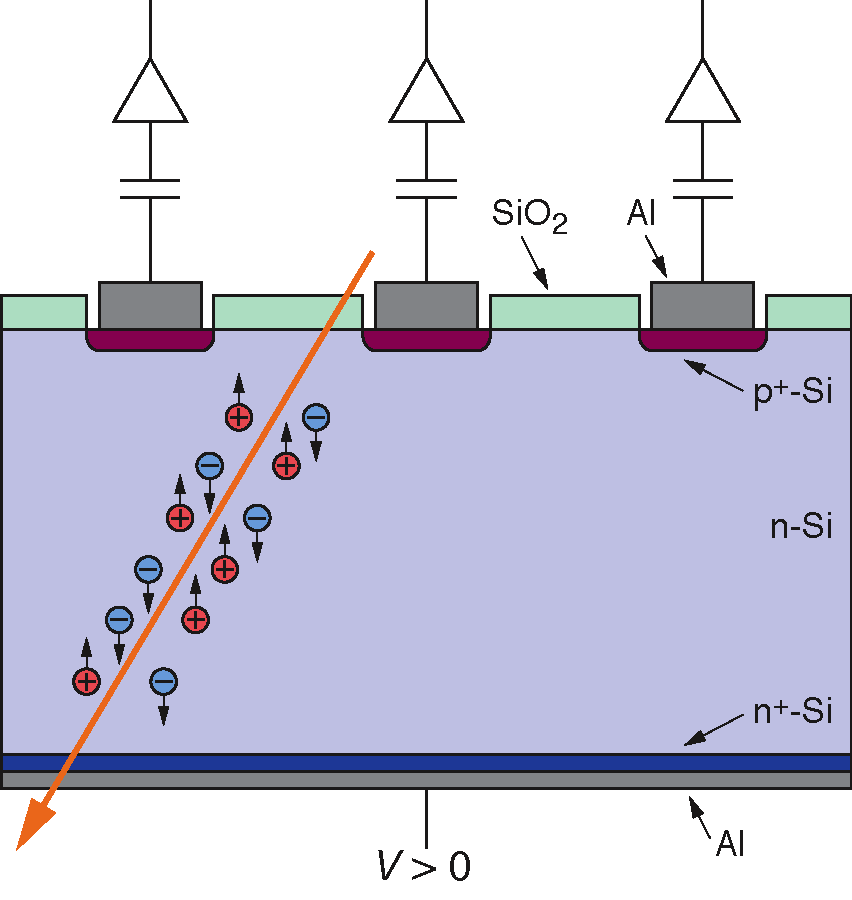 SiO₂
Al
p⁺-Si
n-Si
n⁺-Si
Al
V > 0